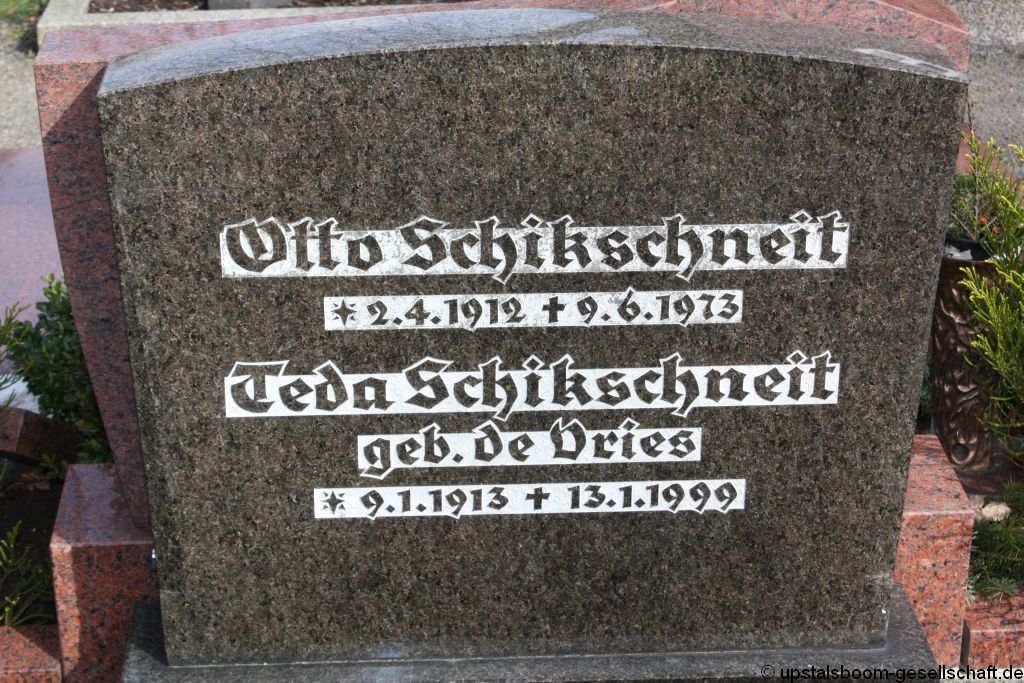 Otto Schikschneit
* 2.4.1912 ✝ 9.6.1973
Teda Schikschneit
geb. de Vries
* 9.1.1913 ✝ 13.1.1999
© upstalsboom-gesellschaft.de